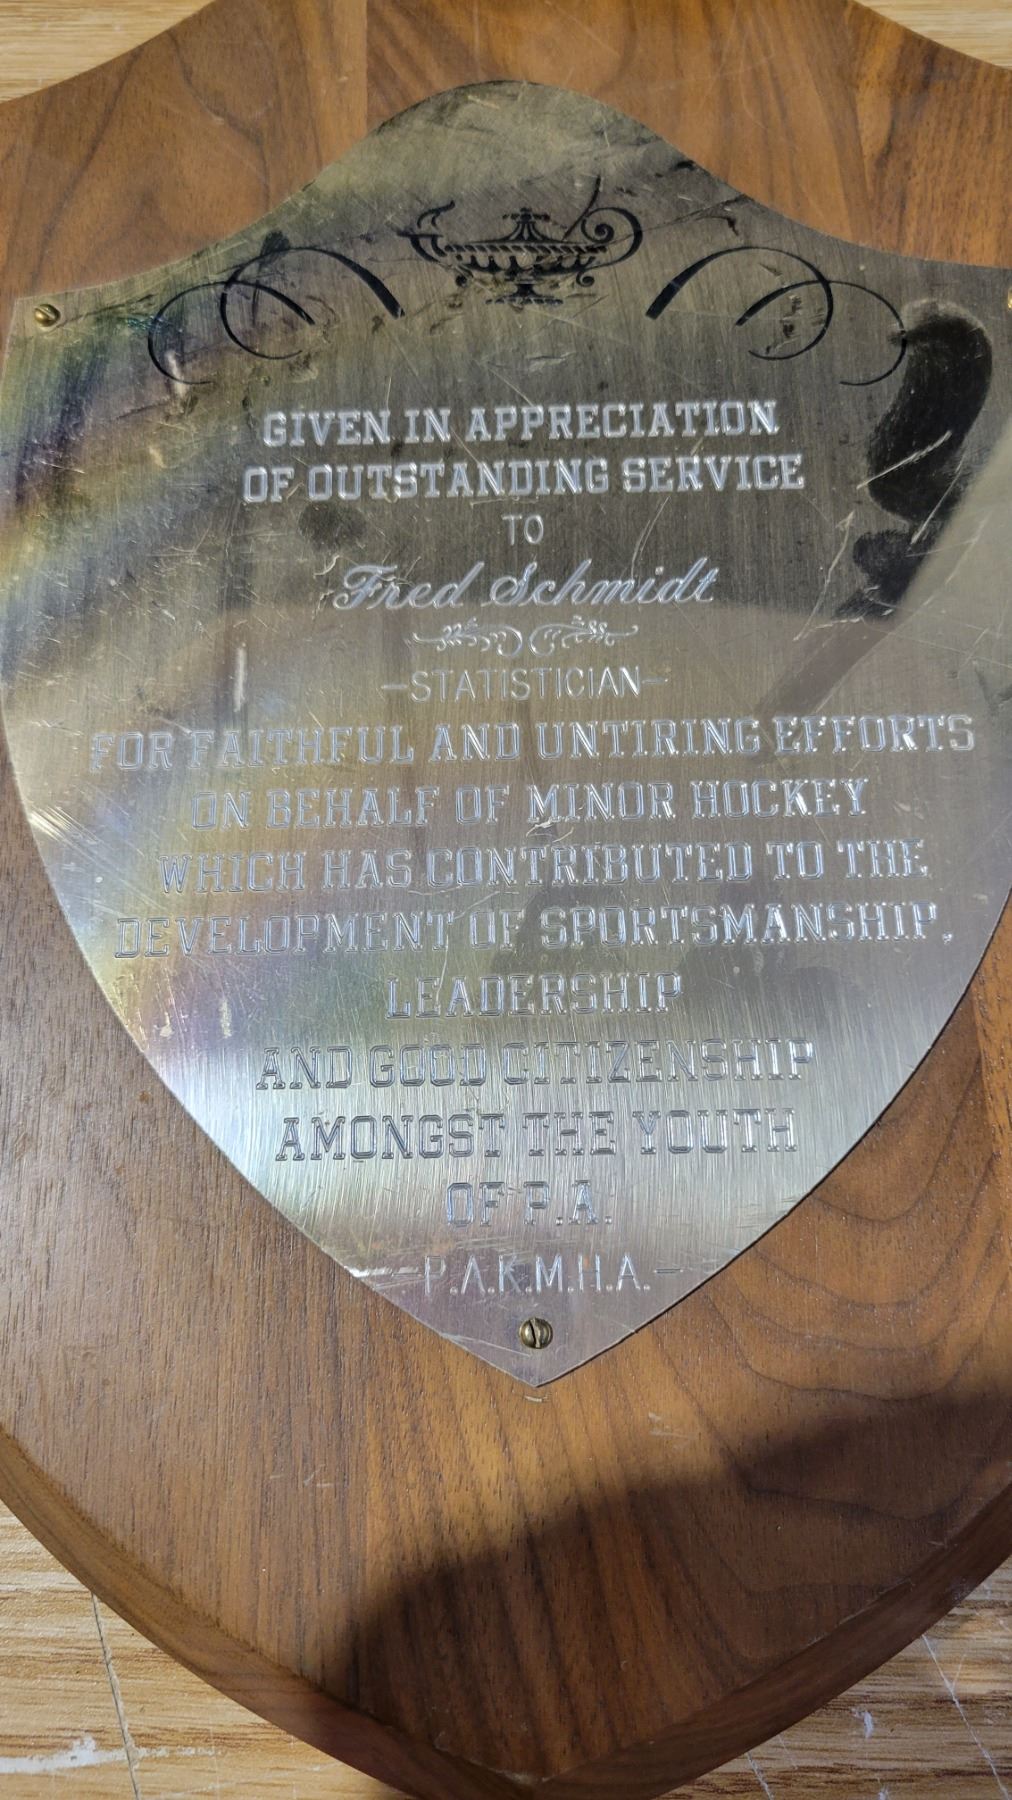 GIVEN IN APPRECIATION
OF OUTSTANDING SERVICE
TO
Fred Schmidt
-STATISTICIAN-
FOR FAITHFUL AND UNTIRING EFFORTS
ON BEHALF OF MINOR HOCKEY
WHICH HAS CONTRIBUTED TO THE
DEVELOPMENT OF SPORTSMANSHIP,
LEADERSHIP
AND GOOD CITIZENSHIP
AMONGST THE YOUTH
OF P.A.
-P.A.K.M.H.A.-